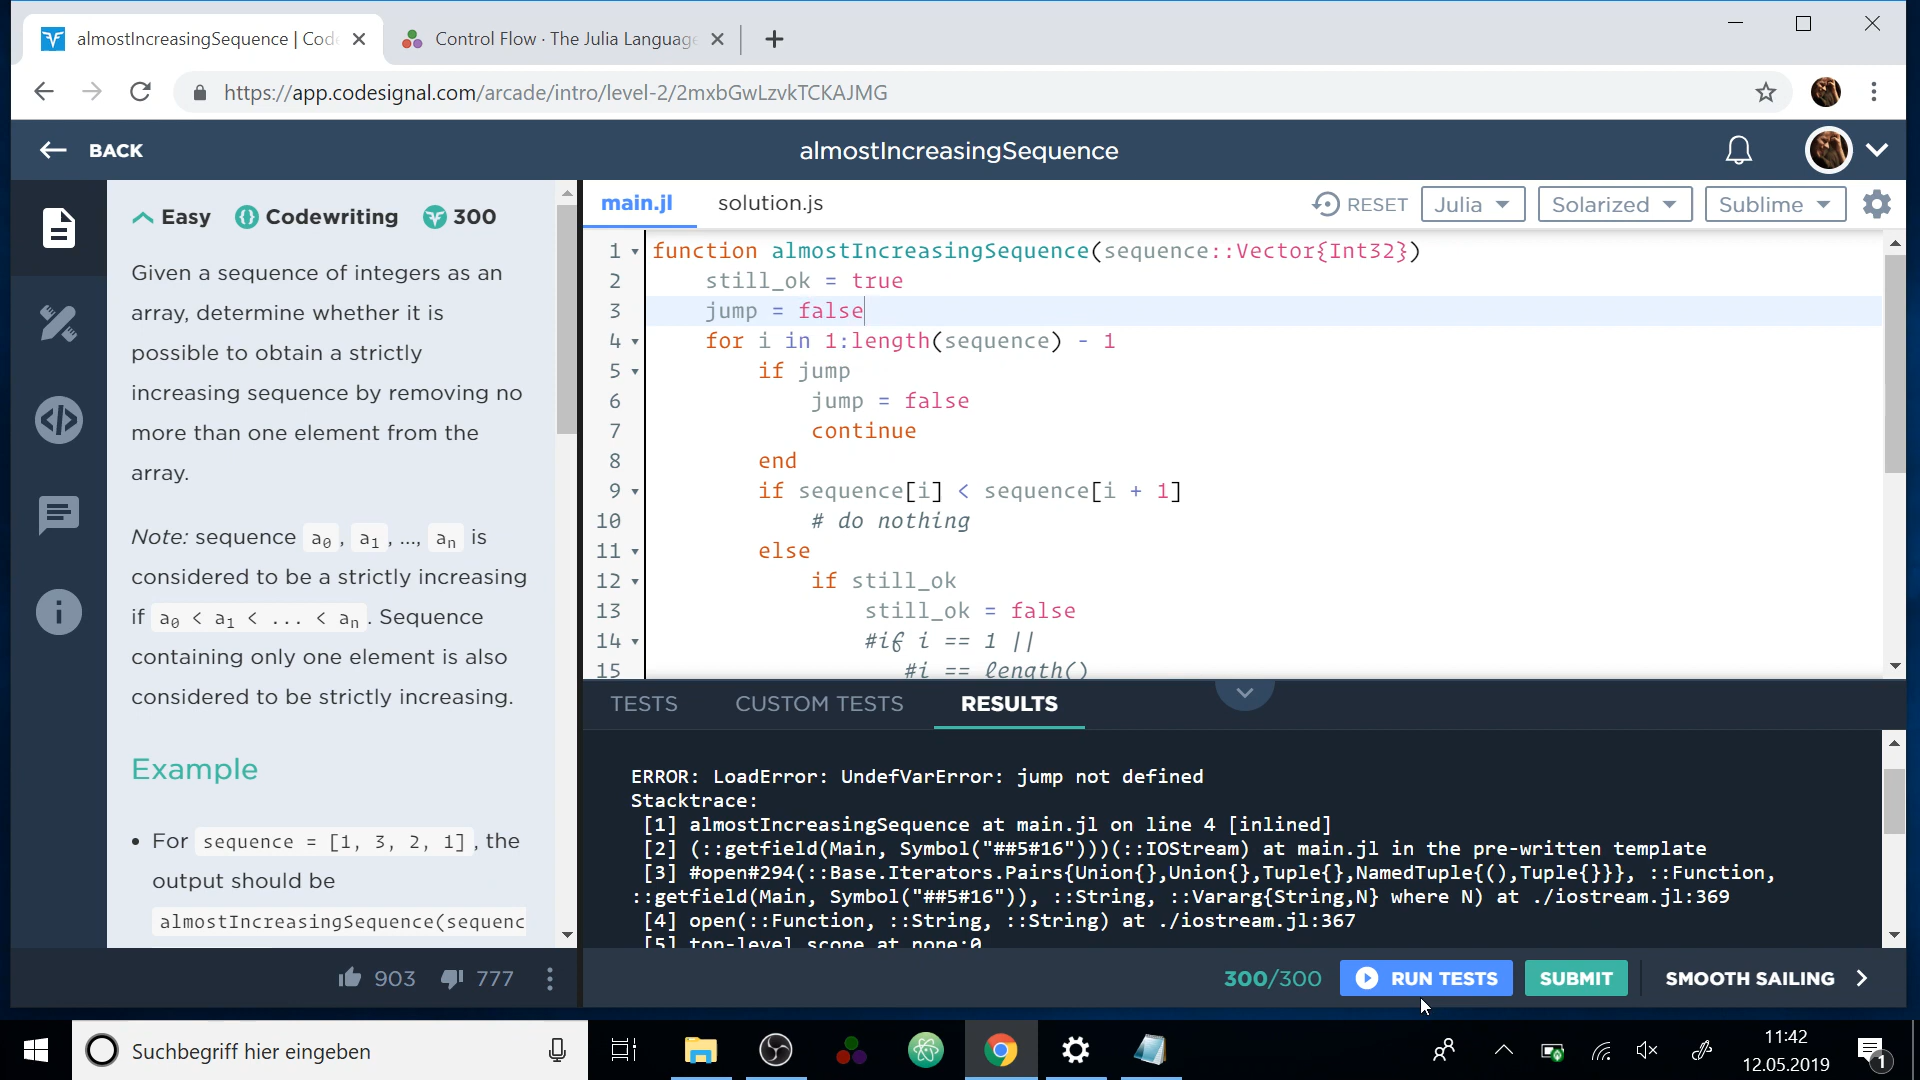 almostIncreasingSequence | Cod
Control Flow · The Julia Language
https://app.codesignal.com/arcade/intro/level-2/2mxbGwLzvkTCKAJMG
BACK
almostIncreasingSequence
Easy
Codewriting
300
Given a sequence of integers as an
array, determine whether it is
possible to obtain a strictly
increasing sequence by removing no
more than one element from the
array.
Note: sequence a0, a1, ..., an is
considered to be a strictly increasing
if a0 < a1 < ... < an. Sequence
containing only one element is also
considered to be strictly increasing.
Example
• For sequence = [1, 3, 2, 1], the
output should be
almostIncreasingSequence(sequenc
903
777
main.jl
solution.js
RESET
Julia
Solarized
Sublime
1 function almostIncreasingSequence(sequence::Vector{Int32})
2 still_ok = true
3 jump = false
4 for i in 1:length(sequence) - 1
5 if jump
6 jump = false
7 continue
8 end
9 if sequence[i] < sequence[i + 1]
10 # do nothing
11 else
12 if still_ok
13 still_ok = false
14 #if i == 1 ||
15 #i == length()
TESTS
CUSTOM TESTS
RESULTS
ERROR: LoadError: UndefVarError: jump not defined
Stacktrace:
[1] almostIncreasingSequence at main.jl on line 4 [inlined]
[2] (::getfield(Main, Symbol("##5#16")))(::IOStream) at main.jl in the pre-written template
[3] #open#294(::Base.Iterators.Pairs{Union{},Union{},Tuple{},NamedTuple{(),Tuple{}}}, ::Function,
::getfield(Main, Symbol("##5#16")), ::String, ::Vararg{String,N} where N) at ./iostream.jl:369
[4] open(::Function, ::String, ::String) at ./iostream.jl:367
[5] top-level scope at none:0
300/300
RUN TESTS
SUBMIT
SMOOTH SAILING
Suchbegriff hier eingeben
11:42
12.05.2019
1